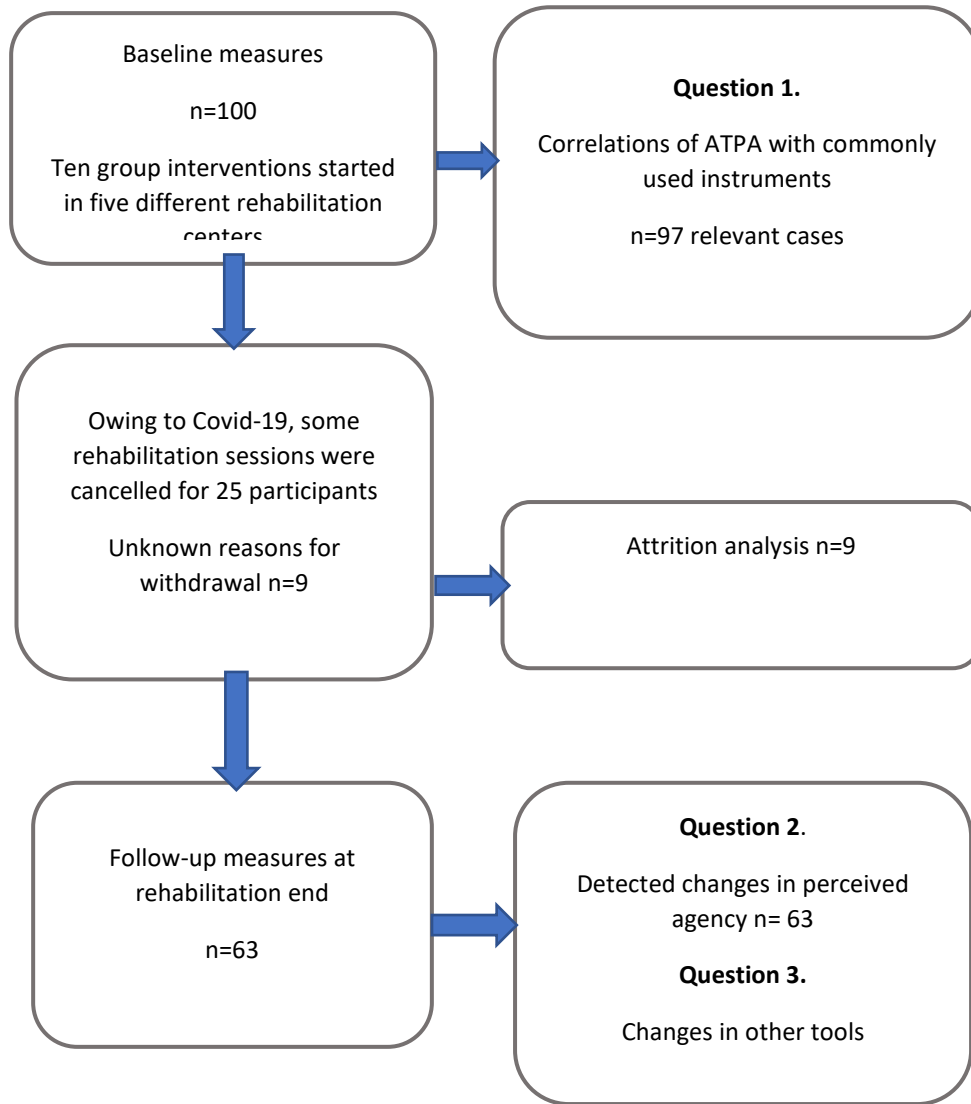 Baseline measures
n=100
Ten group interventions started
in five different rehabilitation
centers
Question 1.
Correlations of ATPA with commonly
used instruments
n=97 relevant cases
Owing to Covid-19, some
rehabilitation sessions were
cancelled for 25 participants
Unknown reasons for
withdrawal n=9
Attrition analysis n=9
Follow-up measures at
rehabilitation end
n=63
Question 2.
Detected changes in perceived
agency n= 63
Question 3.
Changes in other tools